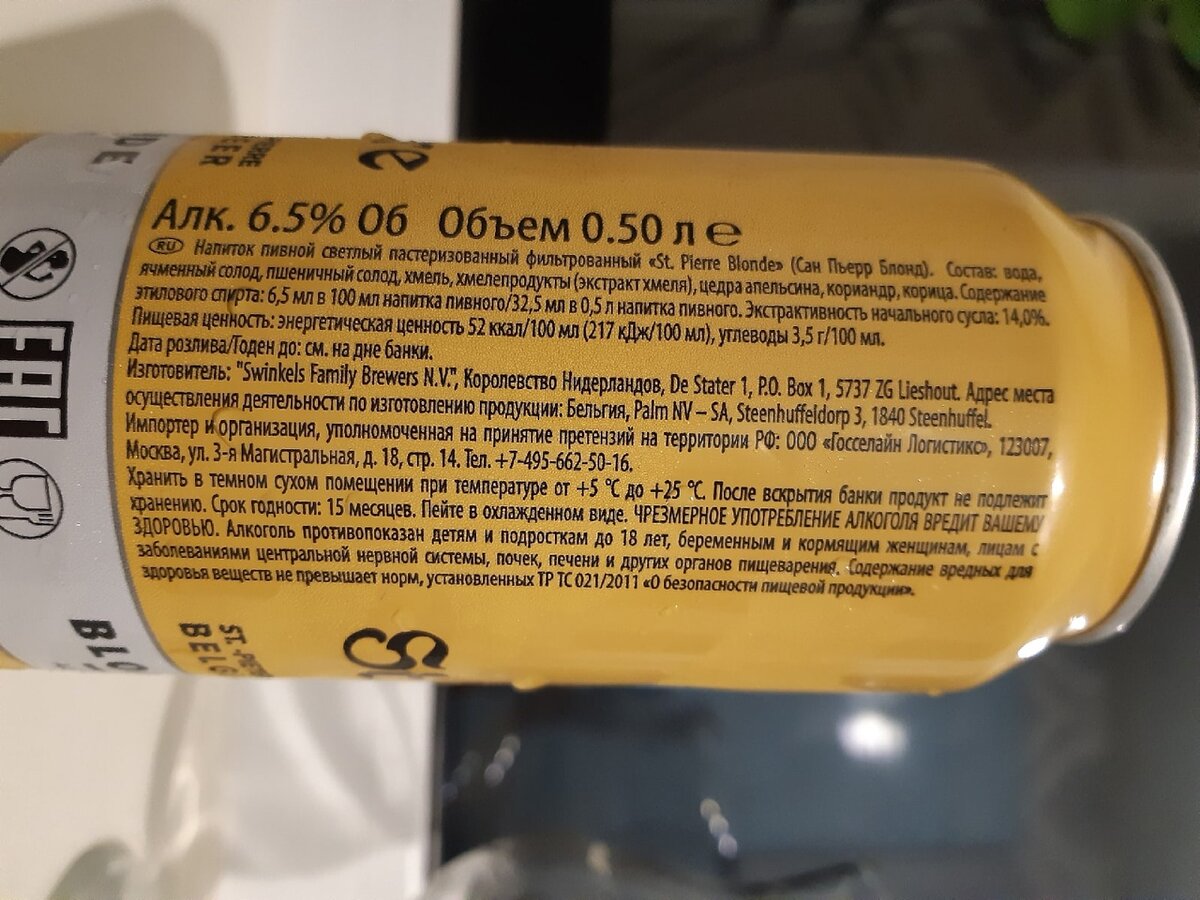 Алк. 6.5% Об Объем 0.50 л ℮
RU Напиток пивной светлый пастеризованный фильтрованный «St. Pierre Blonde» (Сан Пьерр Блонд). Состав: вода,
ячменный солод, пшеничный солод, хмель, хмелепродукты (экстракт хмеля), цедра апельсина, кориандр, корица. Содержание
этилового спирта: 6,5 мл в 100 мл напитка пивного/32,5 мл в 0,5 л напитка пивного. Экстрактивность начального сусла: 14,0%.
Пищевая ценность: энергетическая ценность 52 ккал/100 мл (217 кДж/100 мл), углеводы 3,5 г/100 мл.
Дата розлива/Годен до: см. на дне банки.
Изготовитель: "Swinkels Family Brewers N.V.", Королевство Нидерландов, De Stater 1, P.O. Box 1, 5737 ZG Lieshout. Адрес места
осуществления деятельности по изготовлению продукции: Бельгия, Palm NV – SA, Steenhuffeldorp 3, 1840 Steenhuffel.
Импортер и организация, уполномоченная на принятие претензий на территории РФ: ООО «Госселайн Логистикс», 123007,
Москва, ул. 3-я Магистральная, д. 18, стр. 14. Тел. +7-495-662-50-16.
Хранить в темном сухом помещении при температуре от +5 °С до +25 °С. После вскрытия банки продукт не подлежит
хранению. Срок годности: 15 месяцев. Пейте в охлажденном виде. ЧРЕЗМЕРНОЕ УПОТРЕБЛЕНИЕ АЛКОГОЛЯ ВРЕДИТ ВАШЕМУ
ЗДОРОВЬЮ. Алкоголь противопоказан детям и подросткам до 18 лет, беременным и кормящим женщинам, лицам с
заболеваниями центральной нервной системы, почек, печени и других органов пищеварения. Содержание вредных для
здоровья веществ не превышает норм, установленных ТР ТС 021/2011 «О безопасности пищевой продукции».
EAC